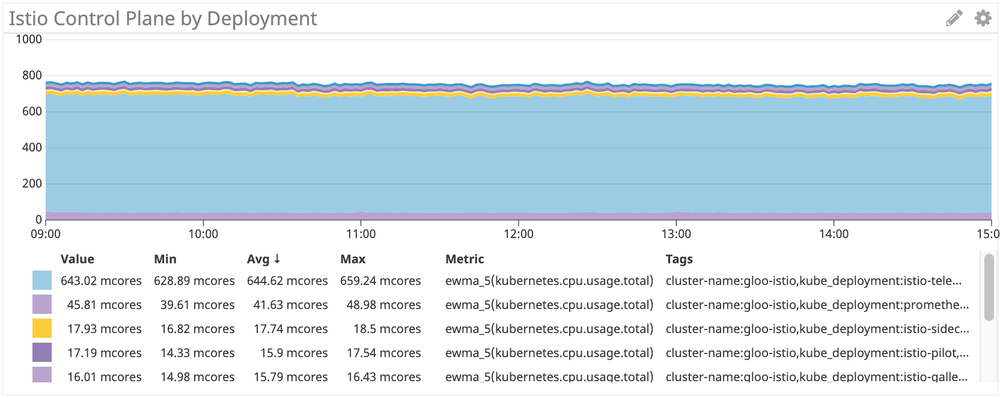 Istio Control Plane by Deployment
1000
800
600
400
200
0
09:00 10:00 11:00 12:00 13:00 14:00 15:0
Value Min Avg ↓ Max Metric Tags
643.02 mcores 628.89 mcores 644.62 mcores 659.24 mcores ewma_5(kubernetes.cpu.usage.total) cluster-name:gloo-istio,kube_deployment:istio-tele...
45.81 mcores 39.61 mcores 41.63 mcores 48.98 mcores ewma_5(kubernetes.cpu.usage.total) cluster-name:gloo-istio,kube_deployment:promethe...
17.93 mcores 16.82 mcores 17.74 mcores 18.5 mcores ewma_5(kubernetes.cpu.usage.total) cluster-name:gloo-istio,kube_deployment:istio-sidec...
17.19 mcores 14.33 mcores 15.9 mcores 17.54 mcores ewma_5(kubernetes.cpu.usage.total) cluster-name:gloo-istio,kube_deployment:istio-pilot,...
16.01 mcores 14.98 mcores 15.79 mcores 16.43 mcores ewma_5(kubernetes.cpu.usage.total) cluster-name:gloo-istio,kube_deployment:istio-galle...